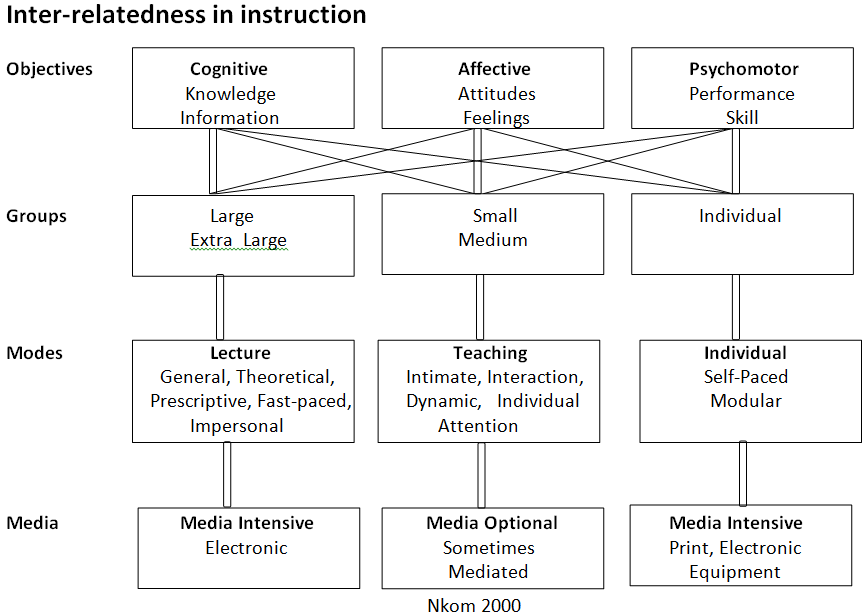 Inter-relatedness in instruction
Objectives
Cognitive
Knowledge
Information
Affective
Attitudes
Feelings
Psychomotor
Performance
Skill
Groups
Large
Extra Large
Small
Medium
Individual
Modes
Lecture
General, Theoretical,
Prescriptive, Fast-paced,
Impersonal
Teaching
Intimate, Interaction,
Dynamic, Individual
Attention
Individual
Self-Paced
Modular
Media
Media Intensive
Electronic
Media Optional
Sometimes
Mediated
Media Intensive
Print, Electronic
Equipment
Nkom 2000